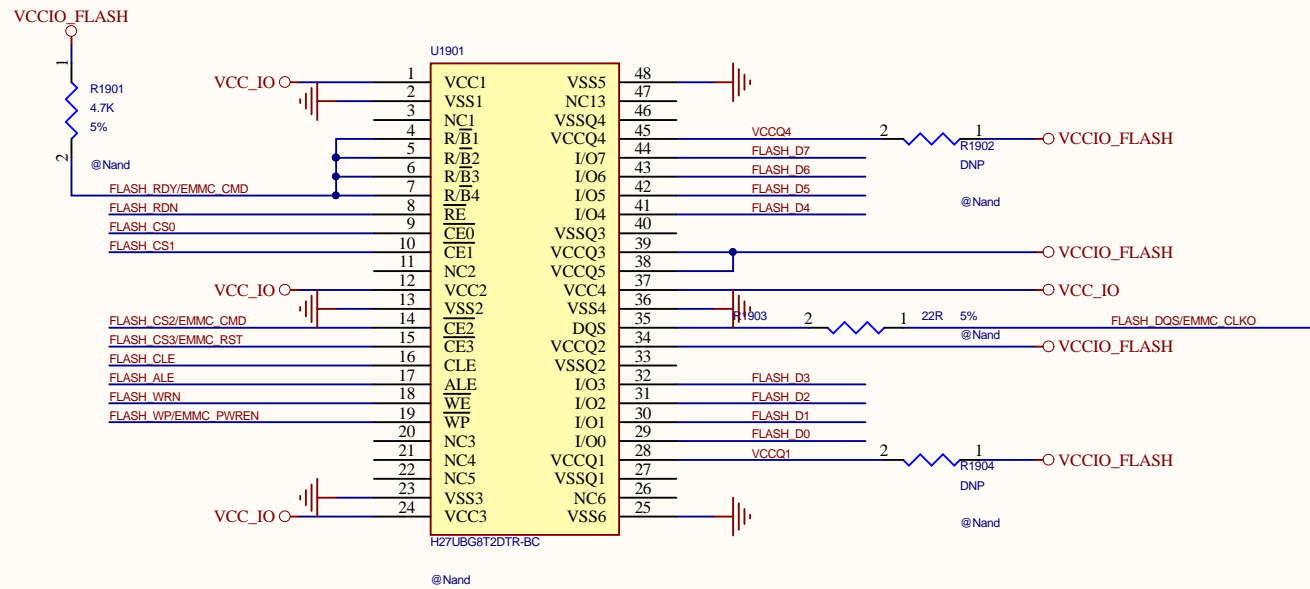 VCCIO_FLASH
1
R1901
4.7K
5%
2
@Nand
U1901
VCC_IO
1 VCC1 VSS5 48
2 VSS1 NC13 47
3 NC1 VSSQ4 46
4 R/B1 VCCQ4 45 VCCQ4 2 1 VCCIO_FLASH
R1902
DNP
@Nand
5 R/B2 I/O7 44 FLASH_D7
6 R/B3 I/O6 43 FLASH_D6
FLASH_RDY/EMMC_CMD 7 R/B4 I/O5 42 FLASH_D5
FLASH_RDN 8 RE I/O4 41 FLASH_D4
FLASH_CS0 9 CE0 VSSQ3 40
FLASH_CS1 10 CE1 VCCQ3 39 VCCIO_FLASH
11 NC2 VCCQ5 38
VCC_IO 12 VCC2 VCC4 37 VCC_IO
13 VSS2 VSS4 36
FLASH_CS2/EMMC_CMD 14 CE2 DQS 35 R1903 2 1 22R 5% FLASH_DQS/EMMC_CLKO
@Nand
FLASH_CS3/EMMC_RST 15 CE3 VCCQ2 34 VCCIO_FLASH
FLASH_CLE 16 CLE VSSQ2 33
FLASH_ALE 17 ALE I/O3 32 FLASH_D3
FLASH_WRN 18 WE I/O2 31 FLASH_D2
FLASH_WP/EMMC_PWREN 19 WP I/O1 30 FLASH_D1
20 NC3 I/O0 29 FLASH_D0
21 NC4 VCCQ1 28 VCCQ1 2 1 VCCIO_FLASH
R1904
DNP
@Nand
22 NC5 VSSQ1 27
23 VSS3 NC6 26
VCC_IO 24 VCC3 VSS6 25
H27UBG8T2DTR-BC
@Nand